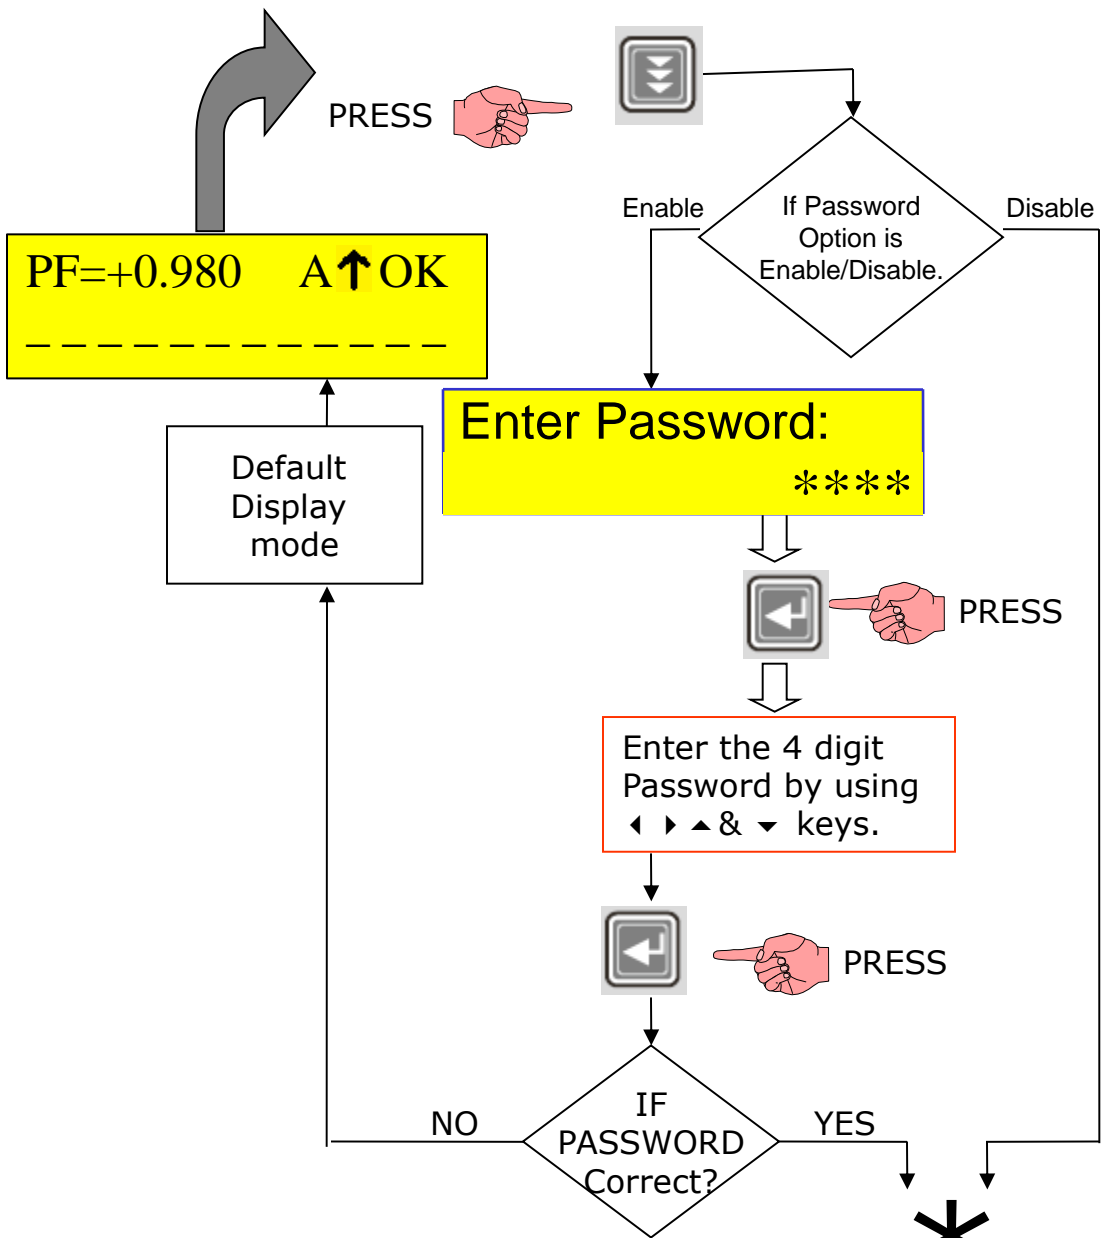 PRESS
Enable
If Password
Option is
Enable/Disable.
Disable
PF=+0.980 A↑OK
_ _ _ _ _ _ _ _ _ _ _ _
Enter Password:
****
Default
Display
mode
PRESS
Enter the 4 digit
Password by using
◂ ▸ ▴ & ▾ keys.
PRESS
NO
IF
PASSWORD
Correct?
YES
*